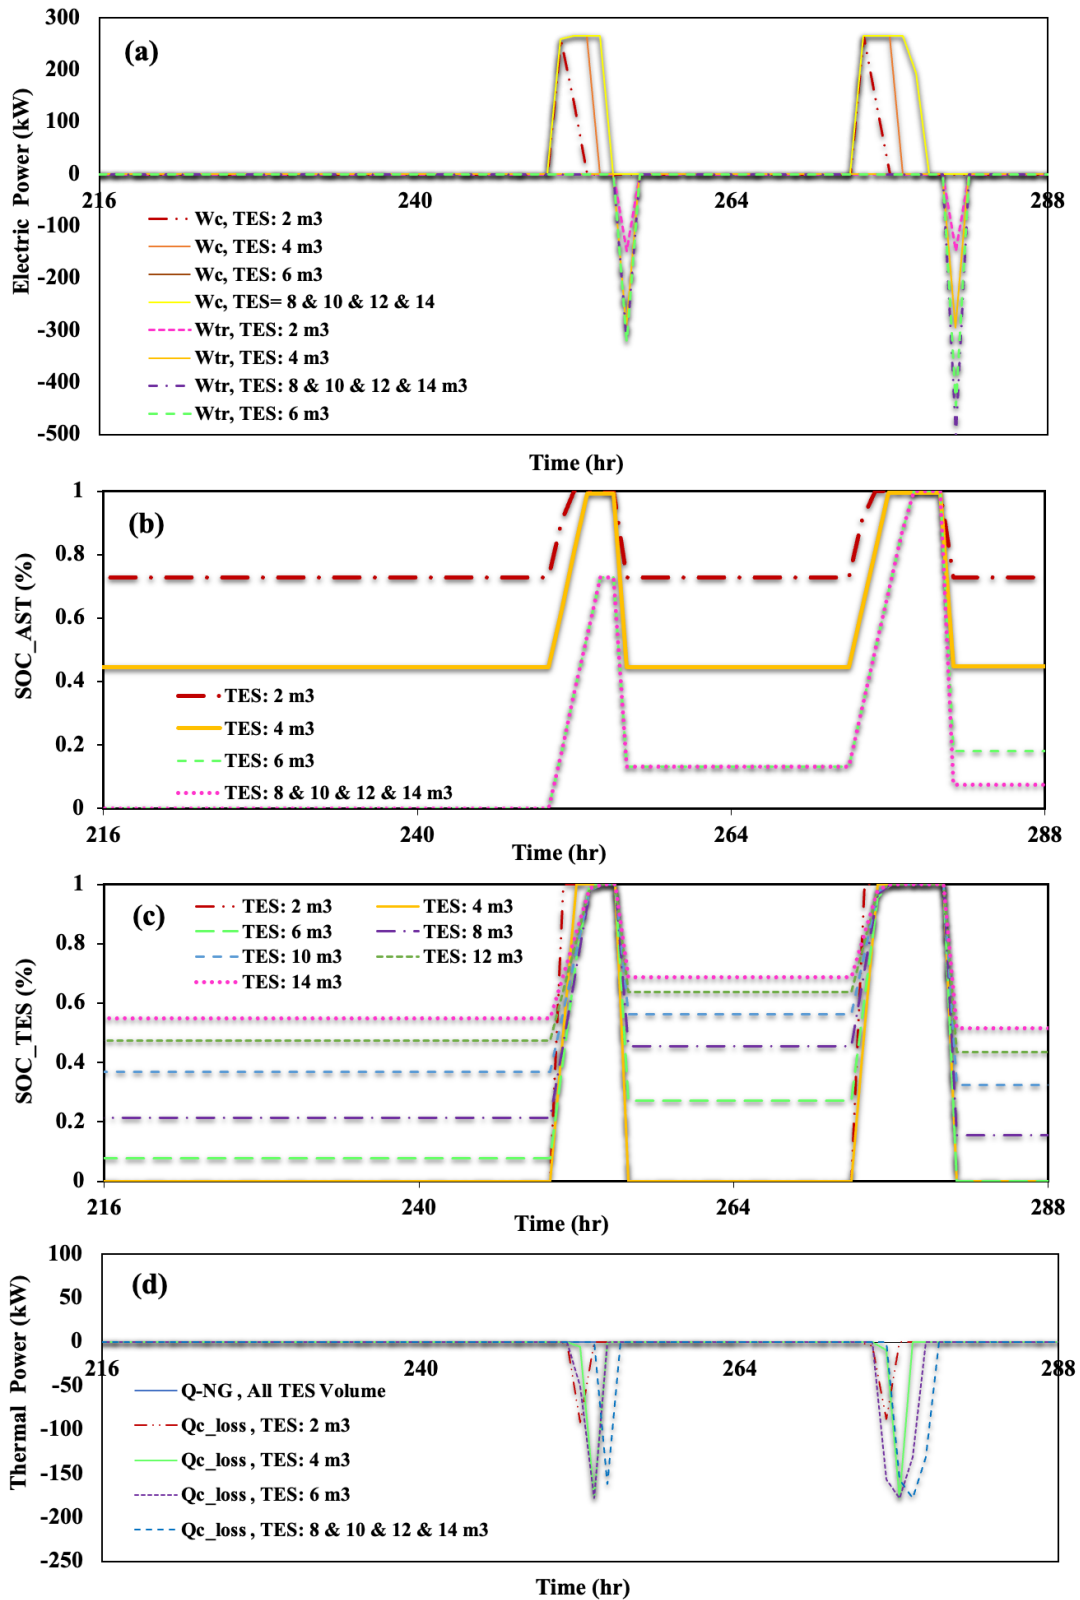 300
(a)
200
100
0
216
240
264
288
-100
-200
-300
-400
-500
Electric Power (kW)
Wc, TES: 2 m3
Wc, TES: 4 m3
Wc, TES: 6 m3
Wc, TES= 8 & 10 & 12 & 14
Wtr, TES: 2 m3
Wtr, TES: 4 m3
Wtr, TES: 8 & 10 & 12 & 14 m3
Wtr, TES: 6 m3
Time (hr)
1
(b)
0.8
0.6
0.4
0.2
0
SOC_AST (%)
TES: 2 m3
TES: 4 m3
TES: 6 m3
TES: 8 & 10 & 12 & 14 m3
216
240
264
288
Time (hr)
1
(c)
0.8
0.6
0.4
0.2
0
SOC_TES (%)
TES: 2 m3
TES: 4 m3
TES: 6 m3
TES: 8 m3
TES: 10 m3
TES: 12 m3
TES: 14 m3
216
240
264
288
Time (hr)
100
(d)
50
0
216
240
264
288
-50
-100
-150
-200
-250
Thermal Power (kW)
Q-NG , All TES Volume
Qc_loss , TES: 2 m3
Qc_loss , TES: 4 m3
Qc_loss , TES: 6 m3
Qc_loss , TES: 8 & 10 & 12 & 14 m3
Time (hr)